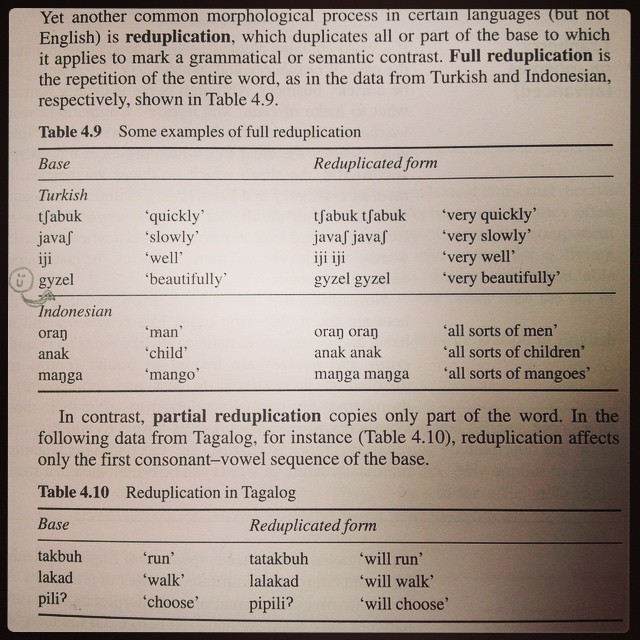 Yet another common morphological process in certain languages (but not
English) is reduplication, which duplicates all or part of the base to which
it applies to mark a grammatical or semantic contrast. Full reduplication is
the repetition of the entire word, as in the data from Turkish and Indonesian,
respectively, shown in Table 4.9.
Table 4.9 Some examples of full reduplication
Base Reduplicated form
Turkish
tʃabuk ‘quickly’ tʃabuk tʃabuk ‘very quickly’
javaʃ ‘slowly’ javaʃ javaʃ ‘very slowly’
iji ‘well’ iji iji ‘very well’
gyzel ‘beautifully’ gyzel gyzel ‘very beautifully’
Indonesian
oraŋ ‘man’ oraŋ oraŋ ‘all sorts of men’
anak ‘child’ anak anak ‘all sorts of children’
maŋga ‘mango’ maŋga maŋga ‘all sorts of mangoes’
In contrast, partial reduplication copies only part of the word. In the
following data from Tagalog, for instance (Table 4.10), reduplication affects
only the first consonant–vowel sequence of the base.
Table 4.10 Reduplication in Tagalog
Base Reduplicated form
takbuh ‘run’ tatakbuh ‘will run’
lakad ‘walk’ lalakad ‘will walk’
piliʔ ‘choose’ pipiliʔ ‘will choose’